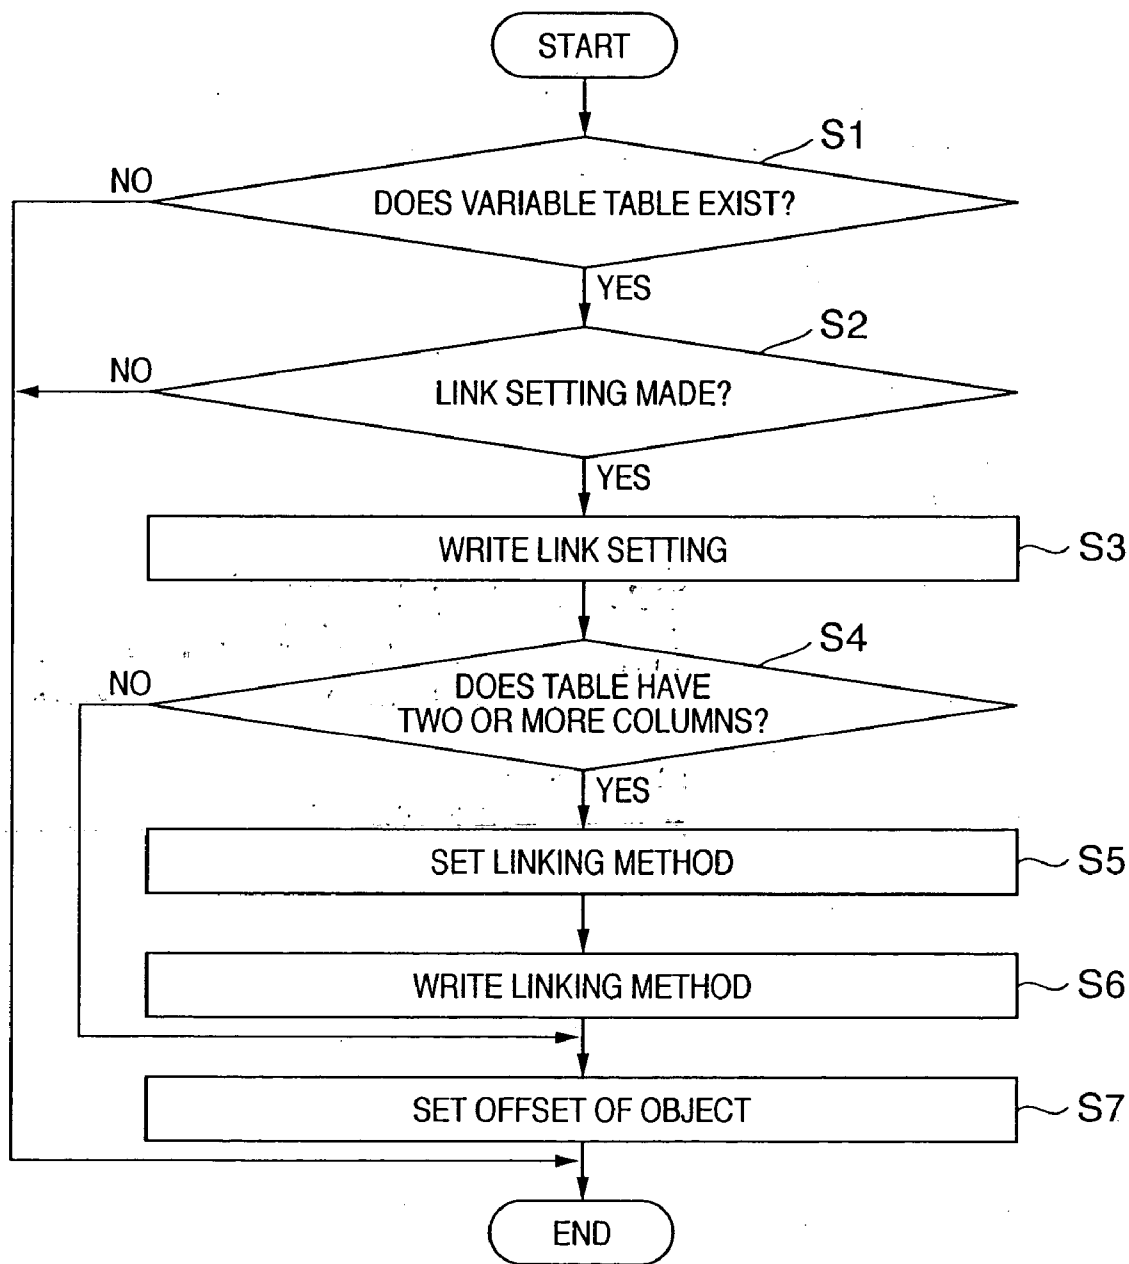 START
S1
NO
DOES VARIABLE TABLE EXIST?
YES
S2
NO
LINK SETTING MADE?
YES
WRITE LINK SETTING
S3
S4
NO
DOES TABLE HAVE
TWO OR MORE COLUMNS?
YES
SET LINKING METHOD
S5
WRITE LINKING METHOD
S6
SET OFFSET OF OBJECT
S7
END